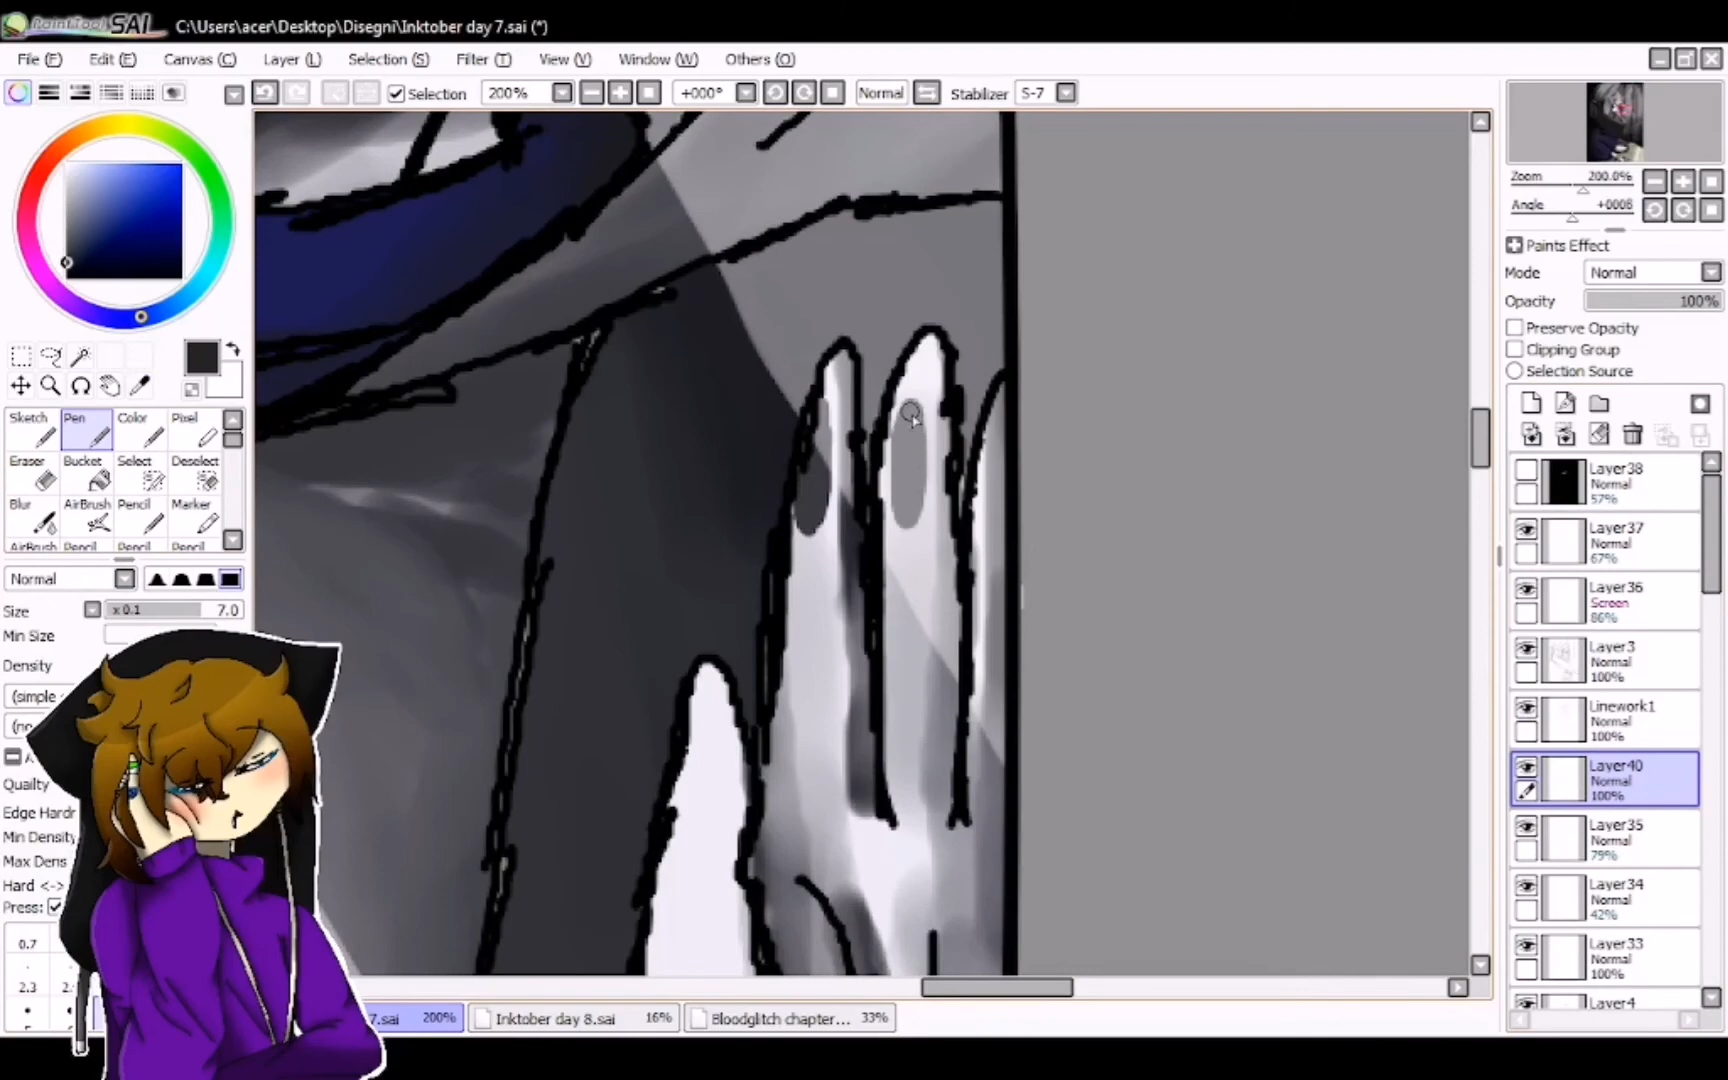 PaintTool SAI C:\Users\acer\Desktop\Disegni\Inktober day 7.sai (*)
File (F) Edit (E) Canvas (C) Layer (L) Selection (S) Filter (T) View (V) Window (W) Others (O)
Selection 200% +000° Normal Stabilizer S-7
Zoom 200.0%
Angle
Paints Effect
Mode Normal
Opacity 100%
Preserve Opacity
Clipping Group
Selection Source
Sketch Pen Color Pixel
Eraser Bucket Select Deselect
Blur AirBrush Pencil Marker
AirBrush Pencil Pencil Pencil
Normal
Size x 0.1 7.0
Min Size
Density
(simple
Quailty
Edge Hardr
Min Density
Max Dens
Hard <->
Press:
0.7
2.3 2.
Layer38
Normal
57%
Layer37
Normal
67%
Layer36
Screen
86%
Layer3
Normal
100%
Linework1
Normal
100%
Layer40
Normal
100%
Layer35
Normal
79%
Layer34
Normal
42%
Layer33
Normal
100%
Layer4
7.sai 200% Inktober day 8.sai 16% Bloodglitch chapter... 33%